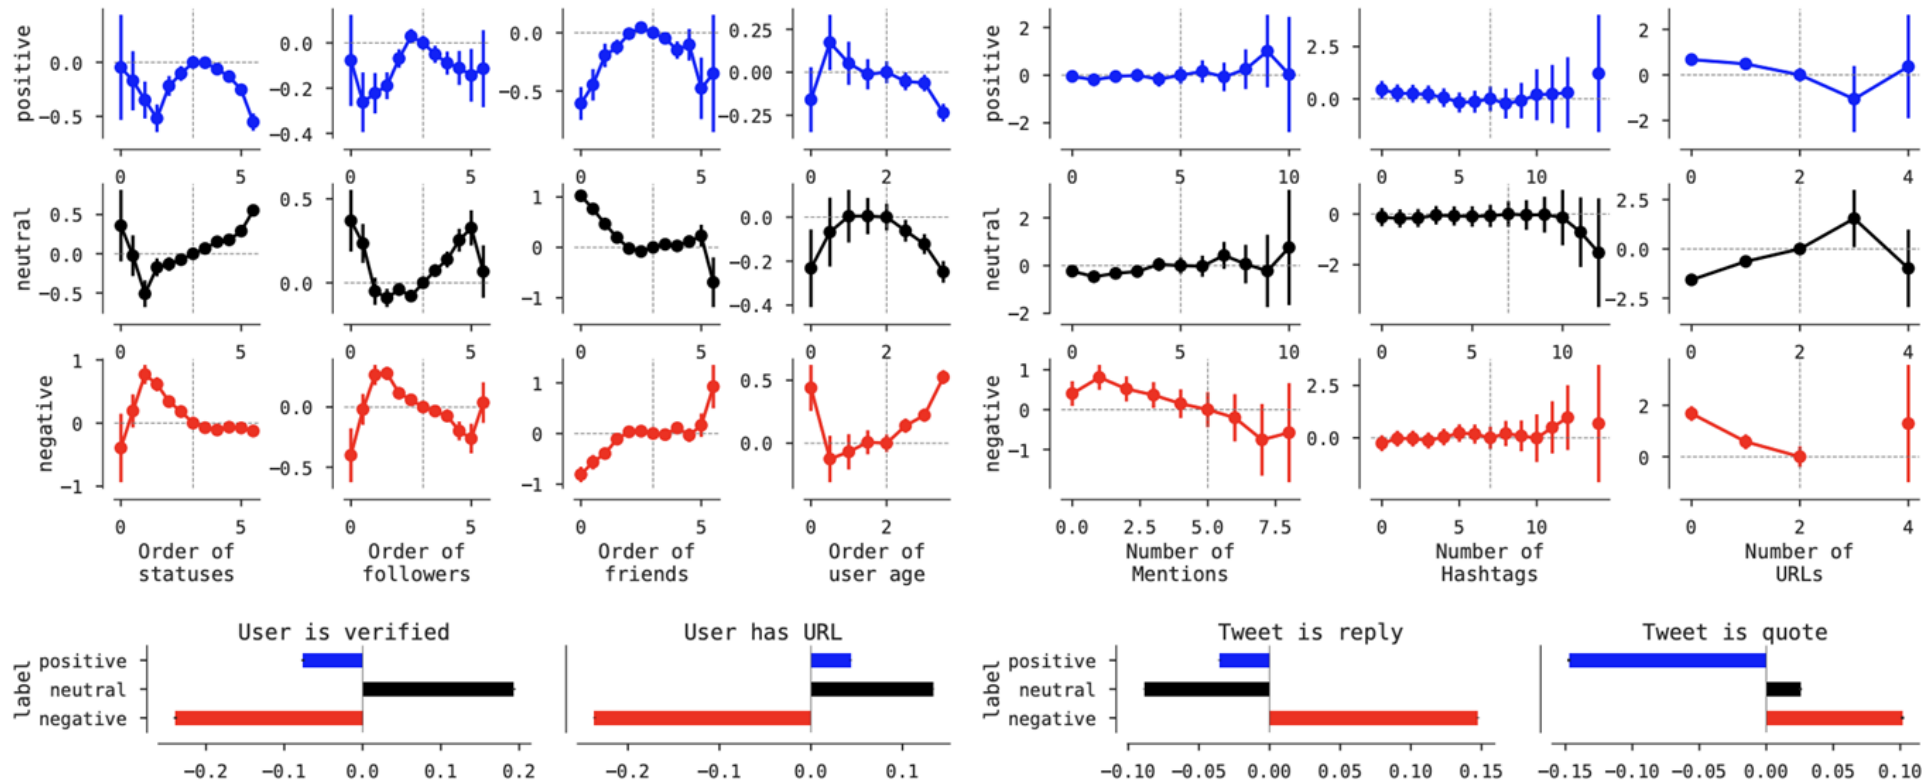 positive
0.0
−0.5
0.0
−0.2
−0.4
0.0
−0.5
0.25
0.00
−0.25
positive
2
0
−2
2.5
0.0
2
0
−2
0 5
0 5
0 5
0 2
0 5 10
0 5 10
0 2 4
neutral
0.5
0.0
−0.5
0.5
0.0
1
0
−1
0.0
−0.2
−0.4
neutral
2
0
−2
0
−2
2.5
0.0
−2.5
0 5
0 5
0 5
0 2
0 5 10
0 5 10
0 2 4
negative
1
0
−1
0.0
−0.5
1
0
−1
0.5
0.0
negative
1
0
−1
2.5
0.0
2
0
0 5
0 5
0 5
0 2
0.0 2.5 5.0 7.5
0 5 10
0 2 4
Order of
statuses
Order of
followers
Order of
friends
Order of
user age
Number of
Mentions
Number of
Hashtags
Number of
URLs
User is verified
label
positive
neutral
negative
−0.2 −0.1 0.0 0.1 0.2
User has URL
−0.2 −0.1 0.0 0.1
Tweet is reply
label
positive
neutral
negative
−0.10 −0.05 0.00 0.05 0.10 0.15
Tweet is quote
−0.15 −0.10 −0.05 0.00 0.05 0.10